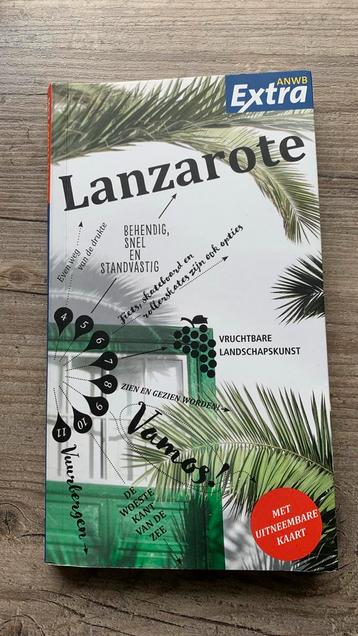 ANWB
Extra
Lanzarote
BEHENDIG,
SNEL
EN
STANDVASTIG
Even weg
van de drukte
Fiets, skateboard en
rollerskates zijn ook opties
4
5
6
7
8
9
10
11
VRUCHTBARE
LANDSCHAPSKUNST
ZIEN EN GEZIEN WORDEN!
Vamos!
Vuurbergen
DE
WOESTE
KANT
VAN DE
ZEE
MET
UITNEEMBARE
KAART